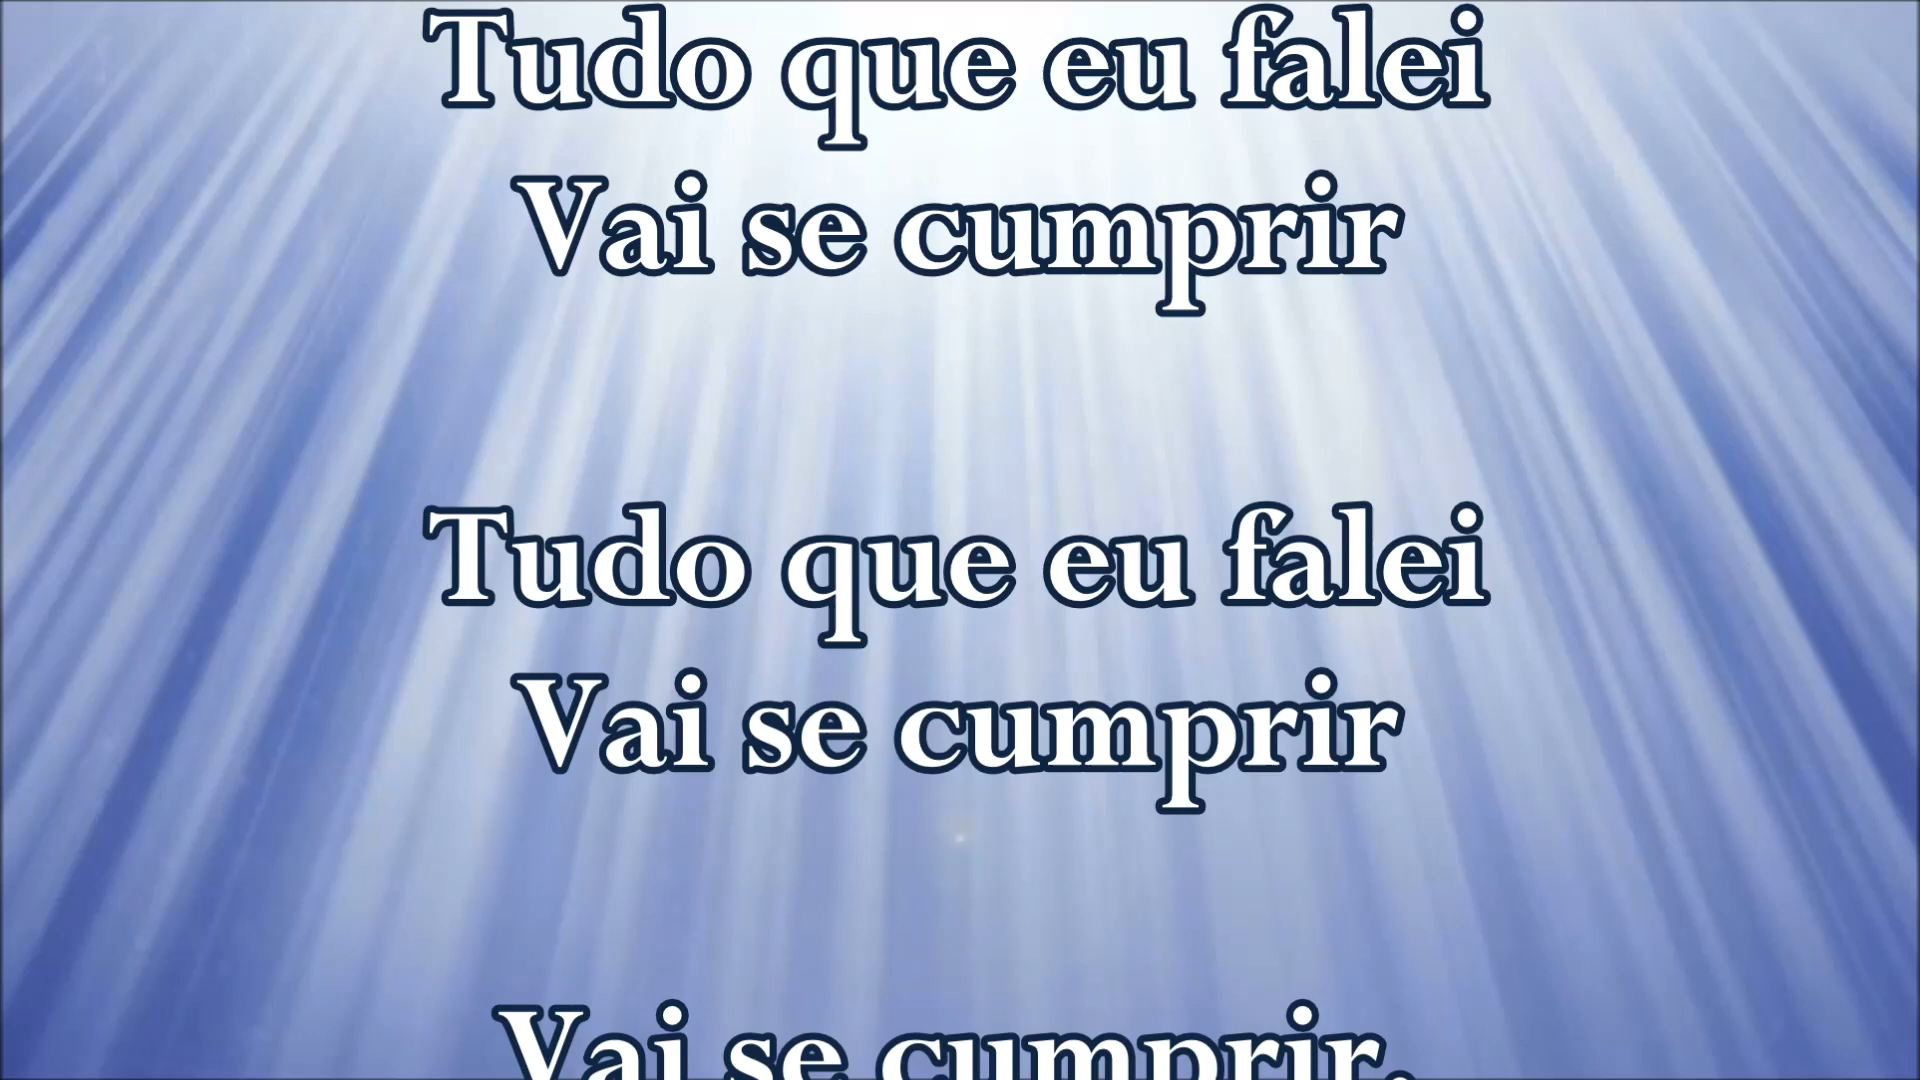 Tudo que eu falei
Vai se cumprir
Tudo que eu falei
Vai se cumprir
Vai se cumprir.